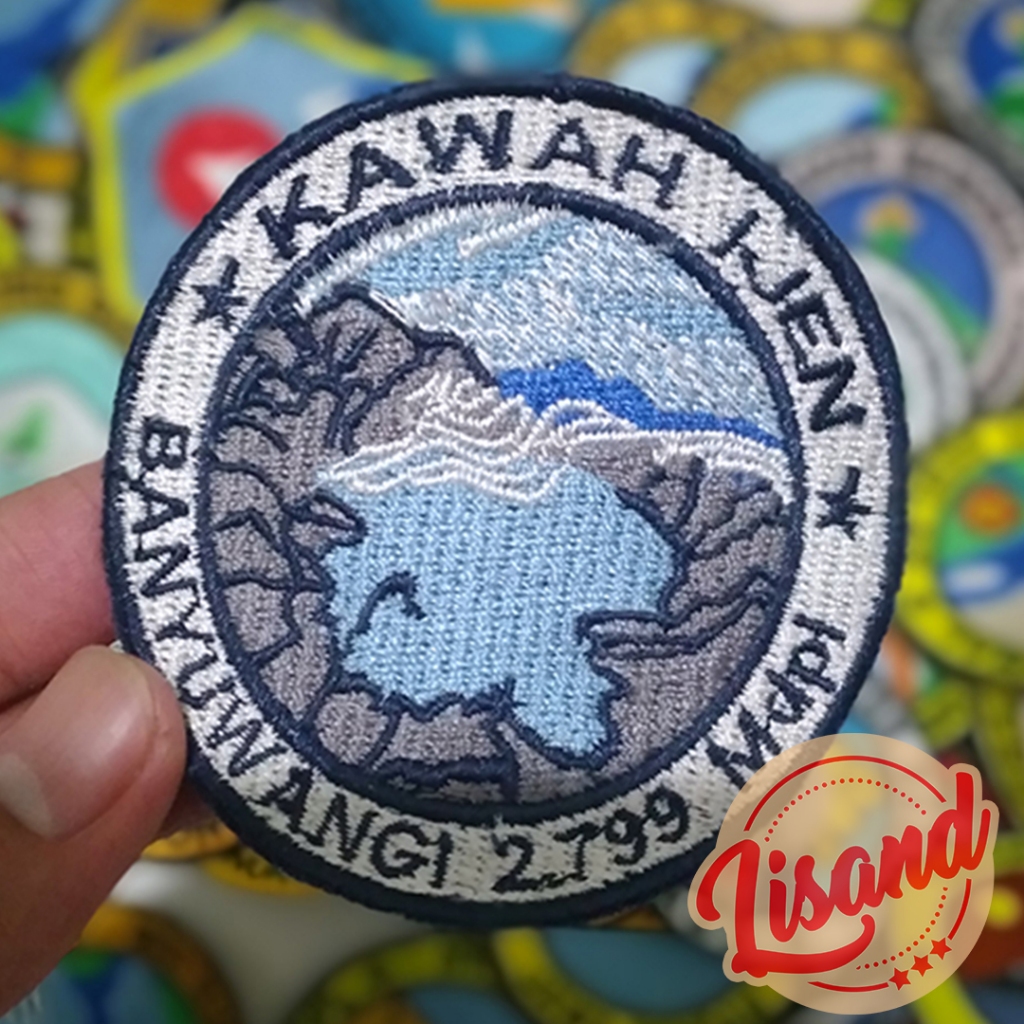 KAWAH IJEN
BANYUWANGI 2.799 Mdpl
Lisand